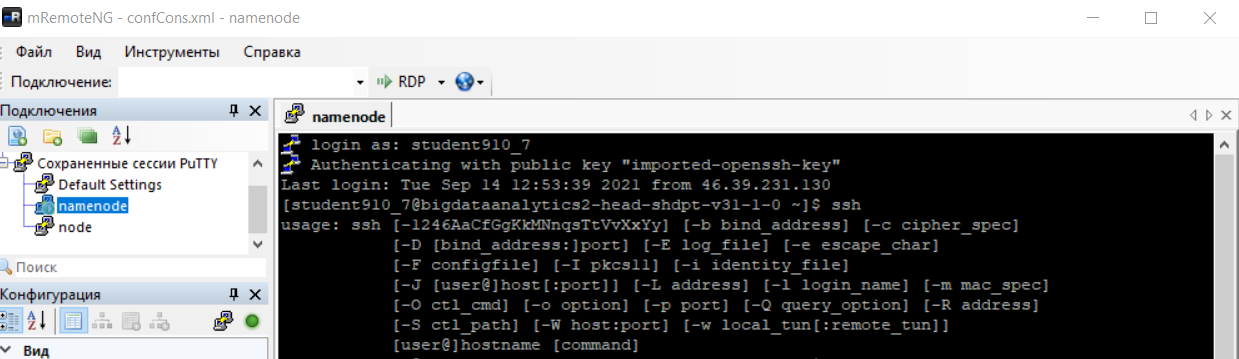 mRemoteNG - confCons.xml - namenode
Файл Вид Инструменты Справка
Подключение: RDP
Подключения
namenode
Сохраненные сессии PuTTY
Default Settings
namenode
node
Поиск
Конфигурация
Вид
login as: student910_7
Authenticating with public key "imported-openssh-key"
Last login: Tue Sep 14 12:53:39 2021 from 46.39.231.130
[student910_7@bigdataanalytics2-head-shdpt-v31-1-0 ~]$ ssh
usage: ssh [-1246AaCfGgKkMNnqsTtVvXxYy] [-b bind_address] [-c cipher_spec]
[-D [bind_address:]port] [-E log_file] [-e escape_char]
[-F configfile] [-I pkcs11] [-i identity_file]
[-J [user@]host[:port]] [-L address] [-l login_name] [-m mac_spec]
[-O ctl_cmd] [-o option] [-p port] [-Q query_option] [-R address]
[-S ctl_path] [-W host:port] [-w local_tun[:remote_tun]]
[user@]hostname [command]